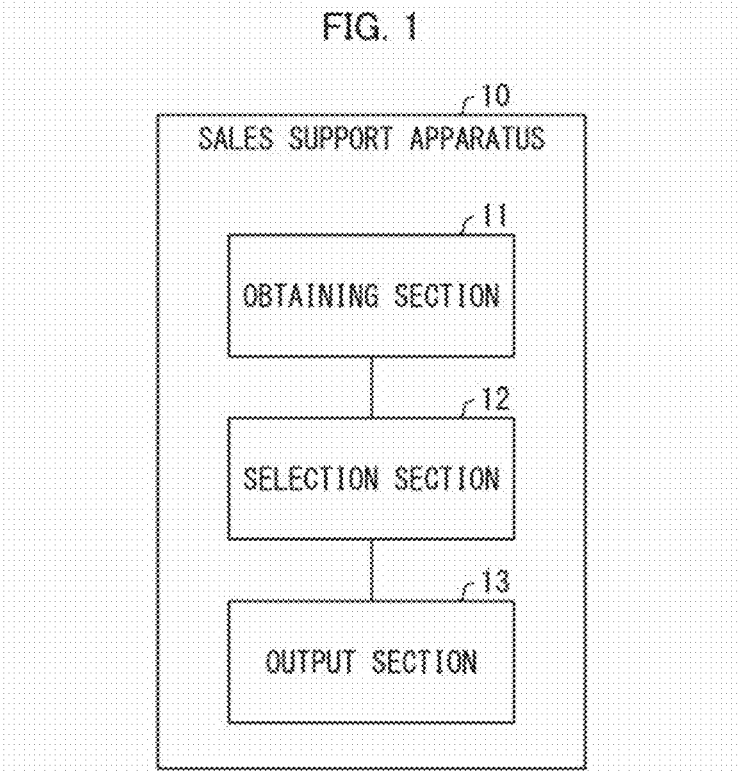 FIG. 1
10
SALES SUPPORT APPARATUS
11
OBTAINING SECTION
12
SELECTION SECTION
13
OUTPUT SECTION